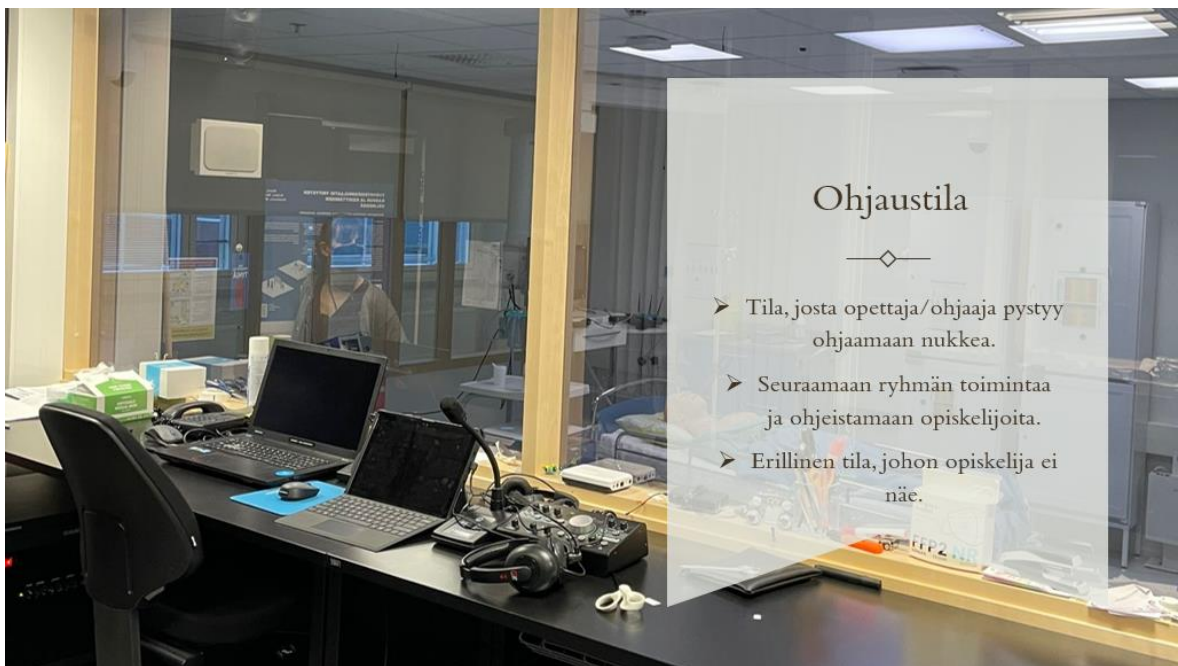 Ohjaustila
➤ Tila, josta opettaja/ohjaaja pystyy
ohjaamaan nukkea.
➤ Seuraamaan ryhmän toimintaa
ja ohjeistamaan opiskelijoita.
➤ Erillinen tila, johon opiskelija ei
näe.
FFP2 NR